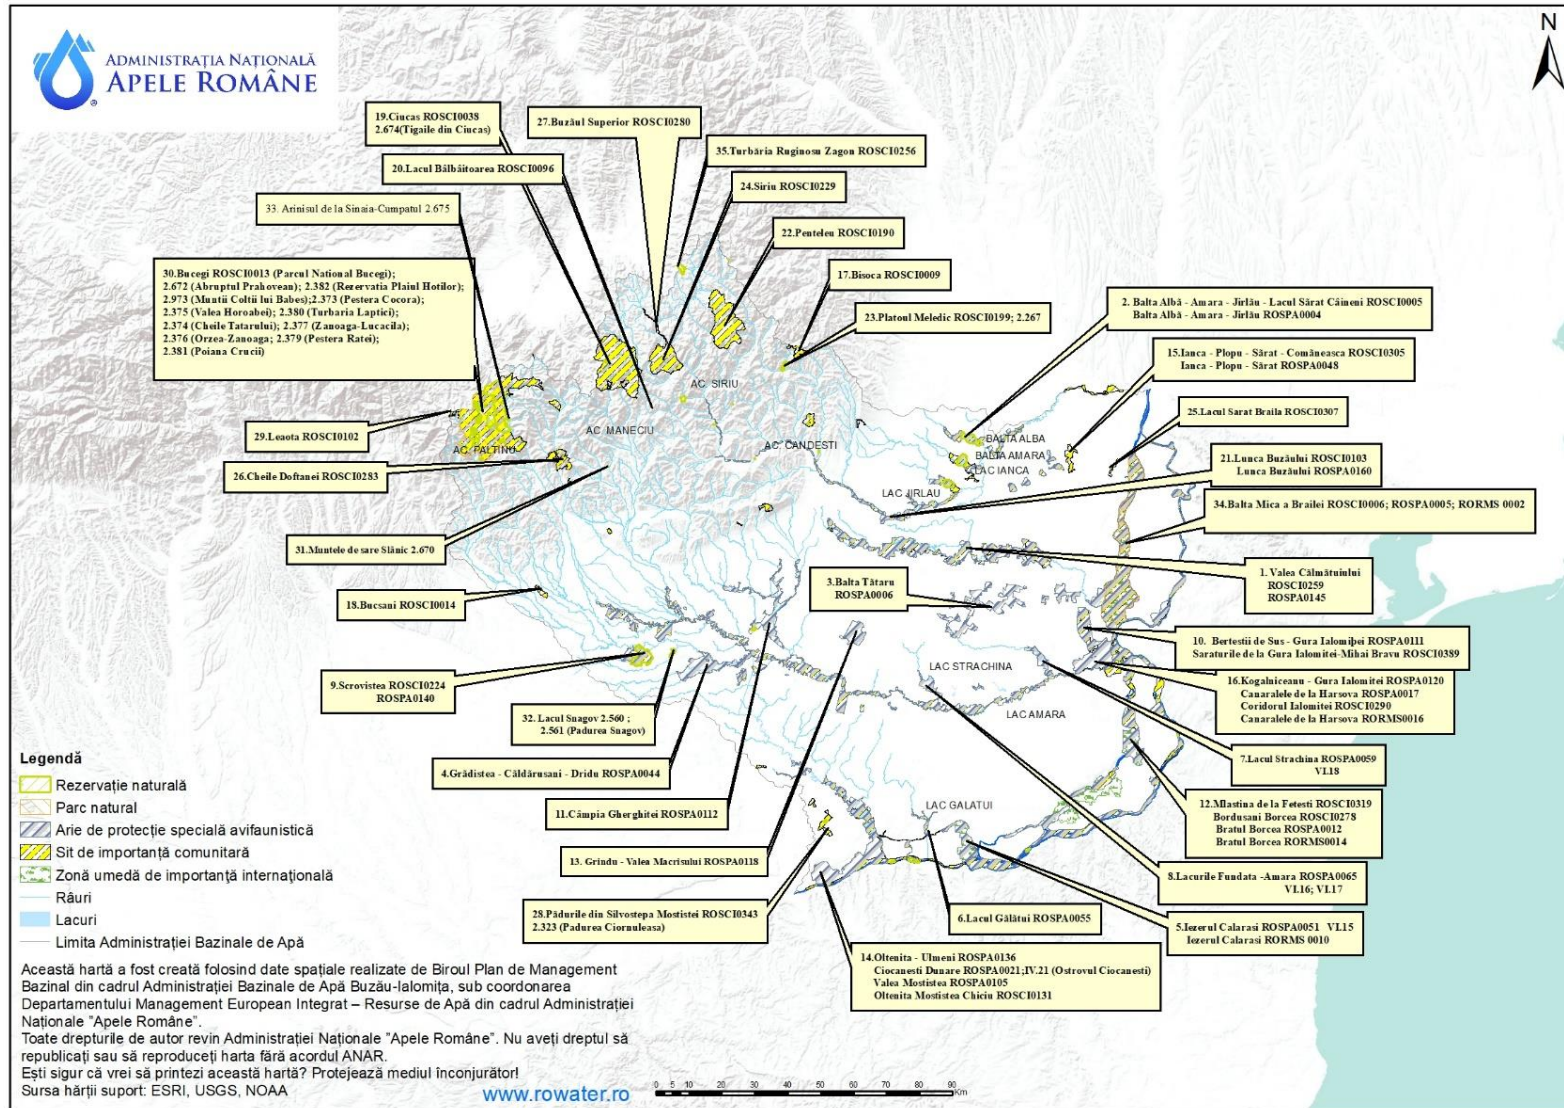 N
ADMINISTRAȚIA NAȚIONALĂ
APELE ROMÂNE
®
19.Ciucas ROSCI0038
2.674(Tigaile din Ciucas)
27.Buzăul Superior ROSCI0280
20.Lacul Bâlbâitoarea ROSCI0096
35.Turbăria Ruginosu Zagon ROSCI0256
24.Siriu ROSCI0229
33. Arinisul de la Sinaia-Cumpatul 2.675
22.Penteleu ROSCI0190
30.Bucegi ROSCI0013 (Parcul National Bucegi);
2.672 (Abruptul Prahovean); 2.382 (Rezervatia Plaiul Hotilor);
2.973 (Muntii Coltii lui Babes);2.373 (Pestera Cocora);
2.375 (Valea Horoabei); 2.380 (Turbaria Laptici);
2.374 (Cheile Tatarului); 2.377 (Zanoaga-Lucacila);
2.376 (Orzea-Zanoaga; 2.379 (Pestera Ratei);
2.381 (Poiana Crucii)
17.Bisoca ROSCI0009
23.Platoul Meledic ROSCI0199; 2.267
2. Balta Albă - Amara - Jirlău - Lacul Sărat Câineni ROSCI0005
Balta Albă - Amara - Jirlău ROSPA0004
15.Ianca - Plopu - Sărat - Comăneasca ROSCI0305
Ianca - Plopu - Sărat ROSPA0048
25.Lacul Sarat Braila ROSCI0307
29.Leaota ROSCI0102
26.Cheile Doftanei ROSCI0283
AC. SIRIU
AC. MANECIU
AC. PALTINU
AC. CANDESTI
BALTA ALBA
BALTA AMARA
LAC IANCA
LAC JIRLAU
21.Lunca Buzăului ROSCI0103
Lunca Buzăului ROSPA0160
34.Balta Mica a Brailei ROSCI0006; ROSPA0005; RORMS 0002
31.Muntele de sare Slănic 2.670
1. Valea Călmățuiului
ROSCI0259
ROSPA0145
3.Balta Tătaru
ROSPA0006
18.Bucsani ROSCI0014
10. Bertestii de Sus - Gura Ialomiţei ROSPA0111
Saraturile de la Gura Ialomitei-Mihai Bravu ROSCI0389
9.Scrovistea ROSCI0224
ROSPA0140
LAC STRACHINA
16.Kogalniceanu - Gura Ialomitei ROSPA0120
Canaralele de la Harsova ROSPA0017
Coridorul Ialomitei ROSCI0290
Canaralele de la Harsova RORMS0016
32. Lacul Snagov 2.560 ;
2.561 (Padurea Snagov)
LAC AMARA
7.Lacul Strachina ROSPA0059
VI.18
4.Grădistea - Căldărusani - Dridu ROSPA0044
12.Mlastina de la Fetesti ROSCI0319
Bordusani Borcea ROSCI0278
Bratul Borcea ROSPA0012
Bratul Borcea RORMS0014
11.Câmpia Gherghitei ROSPA0112
LAC GALATUI
13. Grindu - Valea Macrisului ROSPA0118
8.Lacurile Fundata -Amara ROSPA0065
VI.16; VI.17
28.Pădurile din Silvostepa Mostistei ROSCI0343
2.323 (Padurea Ciornuleasa)
6.Lacul Gălătui ROSPA0055
5.Iezerul Calarasi ROSPA0051 VI.15
Iezerul Calarasi RORMS 0010
14.Oltenita - Ulmeni ROSPA0136
Ciocanesti Dunare ROSPA0021;IV.21 (Ostrovul Ciocanesti)
Valea Mostistea ROSPA0105
Oltenita Mostistea Chiciu ROSCI0131
Legendă
Rezervație naturală
Parc natural
Arie de protecție specială avifaunistică
Sit de importanță comunitară
Zonă umedă de importanţă internaţională
Râuri
Lacuri
Limita Administrației Bazinale de Apă
Această hartă a fost creată folosind date spațiale realizate de Biroul Plan de Management
Bazinal din cadrul Administrației Bazinale de Apă Buzău-Ialomița, sub coordonarea
Departamentului Management European Integrat – Resurse de Apă din cadrul Administrației
Naționale "Apele Române".
Toate drepturile de autor revin Administrației Naționale "Apele Române". Nu aveți dreptul să
republicați sau să reproduceți harta fără acordul ANAR.
Ești sigur că vrei să printezi această hartă? Protejează mediul înconjurător!
Sursa hărții suport: ESRI, USGS, NOAA
www.rowater.ro
0 5 10 20 30 40 50 60 70 80 90
Km